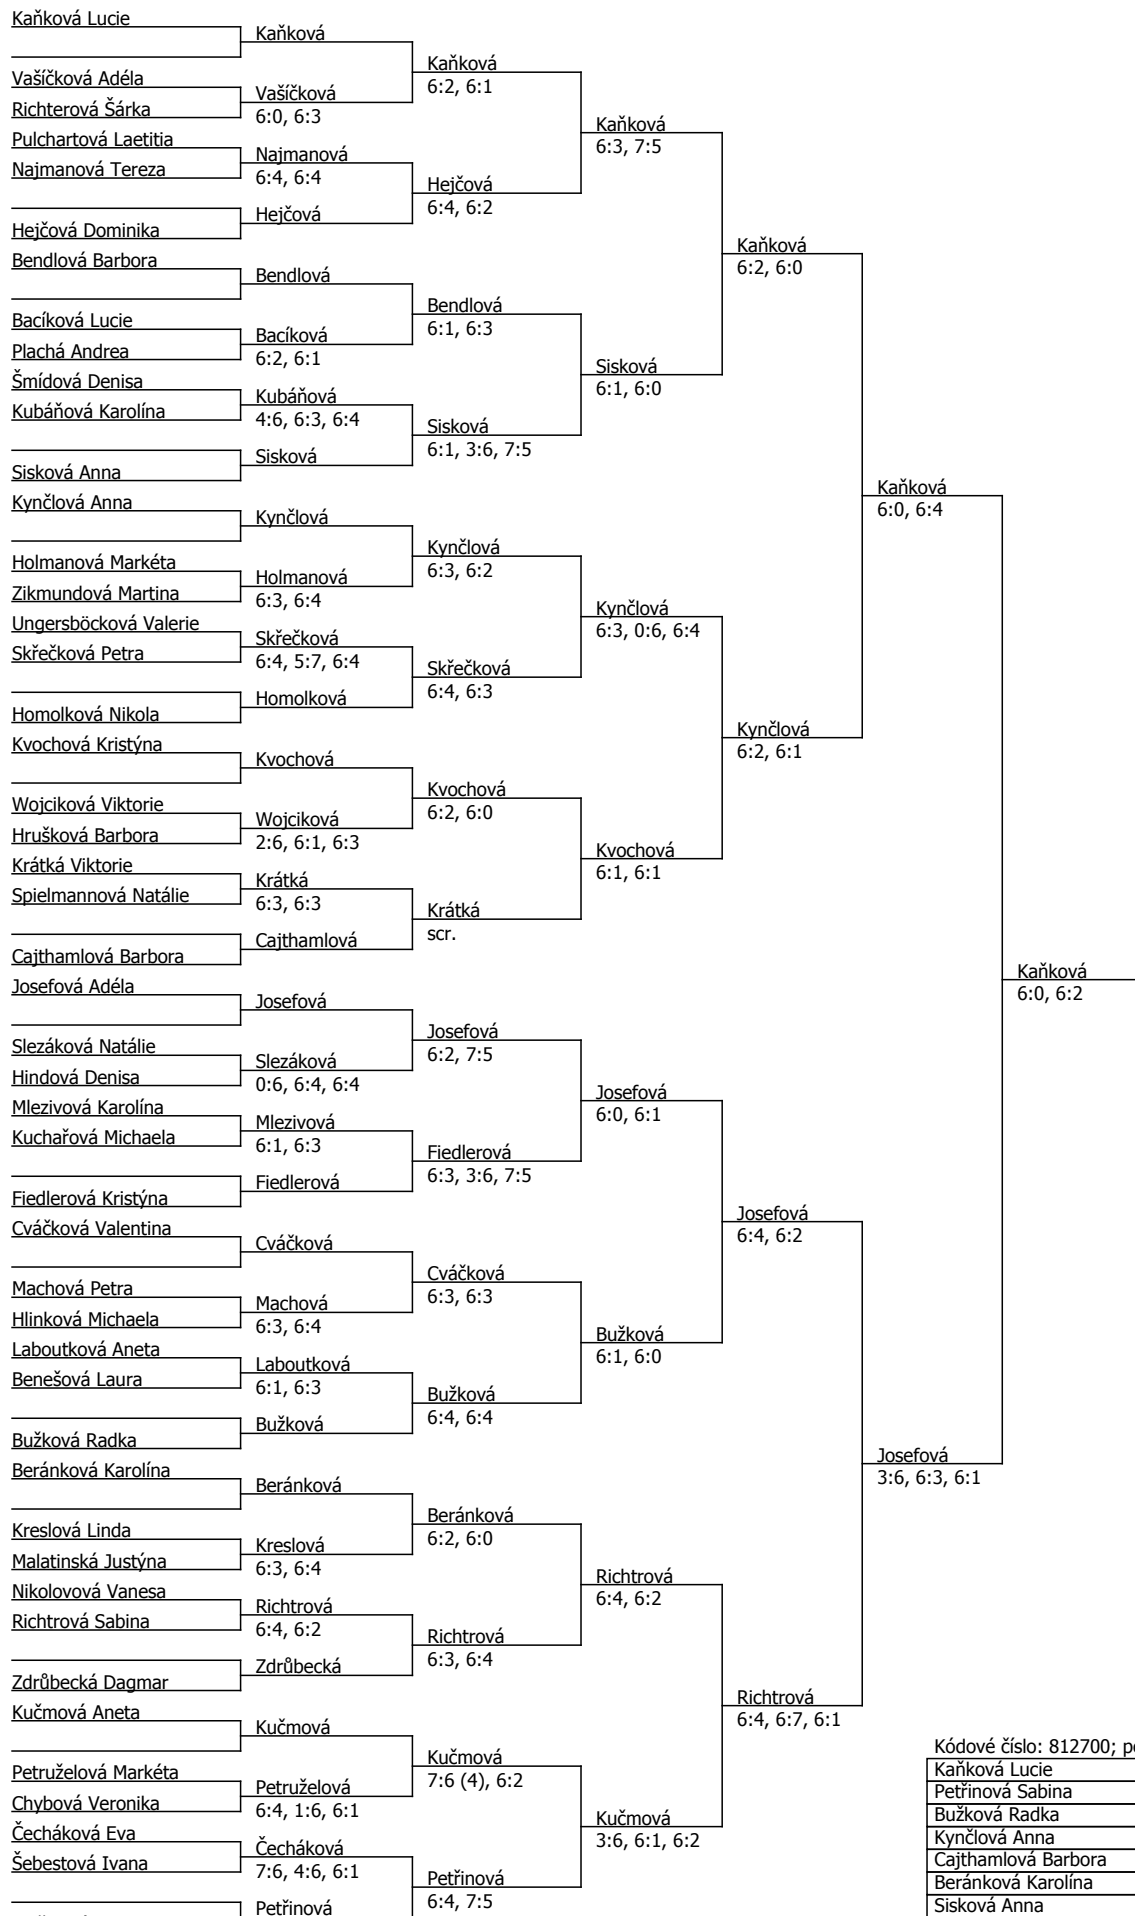 Kaňková Lucie
Vašíčková Adéla
Richterová Šárka
Pulchartová Laetitia
Najmanová Tereza
Hejčová Dominika
Bendlová Barbora
Bacíková Lucie
Plachá Andrea
Šmídová Denisa
Kubáňová Karolína
Sisková Anna
Kynčlová Anna
Holmanová Markéta
Zikmundová Martina
Ungersböcková Valerie
Skřečková Petra
Homolková Nikola
Kvochová Kristýna
Wojciková Viktorie
Hrušková Barbora
Krátká Viktorie
Spielmannová Natálie
Cajthamlová Barbora
Josefová Adéla
Slezáková Natálie
Hindová Denisa
Mlezivová Karolína
Kuchařová Michaela
Fiedlerová Kristýna
Cváčková Valentina
Machová Petra
Hlinková Michaela
Laboutková Aneta
Benešová Laura
Bužková Radka
Beránková Karolína
Kreslová Linda
Malatinská Justýna
Nikolovová Vanesa
Richtrová Sabina
Zdrůbecká Dagmar
Kučmová Aneta
Petruželová Markéta
Chybová Veronika
Čecháková Eva
Šebestová Ivana
Kaňková
Vašíčková
6:0, 6:3
Najmanová
6:4, 6:4
Hejčová
Bendlová
Bacíková
6:2, 6:1
Kubáňová
4:6, 6:3, 6:4
Sisková
Kynčlová
Holmanová
6:3, 6:4
Skřečková
6:4, 5:7, 6:4
Homolková
Kvochová
Wojciková
2:6, 6:1, 6:3
Krátká
6:3, 6:3
Cajthamlová
Josefová
Slezáková
0:6, 6:4, 6:4
Mlezivová
6:1, 6:3
Fiedlerová
Cváčková
Machová
6:3, 6:4
Laboutková
6:1, 6:3
Bužková
Beránková
Kreslová
6:3, 6:4
Richtrová
6:4, 6:2
Zdrůbecká
Kučmová
Petruželová
6:4, 1:6, 6:1
Čecháková
7:6, 4:6, 6:1
Petřinová
Kaňková
6:2, 6:1
Hejčová
6:4, 6:2
Bendlová
6:1, 6:3
Sisková
6:1, 3:6, 7:5
Kynčlová
6:3, 6:2
Skřečková
6:4, 6:3
Kvochová
6:2, 6:0
Krátká
scr.
Josefová
6:2, 7:5
Fiedlerová
6:3, 3:6, 7:5
Cváčková
6:3, 6:3
Bužková
6:4, 6:4
Beránková
6:2, 6:0
Richtrová
6:3, 6:4
Kučmová
7:6 (4), 6:2
Petřinová
6:4, 7:5
Kaňková
6:3, 7:5
Sisková
6:1, 6:0
Kynčlová
6:3, 0:6, 6:4
Kvochová
6:1, 6:1
Josefová
6:0, 6:1
Bužková
6:1, 6:0
Richtrová
6:4, 6:2
Kučmová
3:6, 6:1, 6:2
Kaňková
6:2, 6:0
Kynčlová
6:2, 6:1
Josefová
6:4, 6:2
Richtrová
6:4, 6:7, 6:1
Kaňková
6:0, 6:4
Josefová
3:6, 6:3, 6:1
Kaňková
6:0, 6:2
Kódové číslo: 812700;
Kaňková Lucie
Petřinová Sabina
Bužková Radka
Kynčlová Anna
Cajthamlová Barbora
Beránková Karolína
Sisková Anna